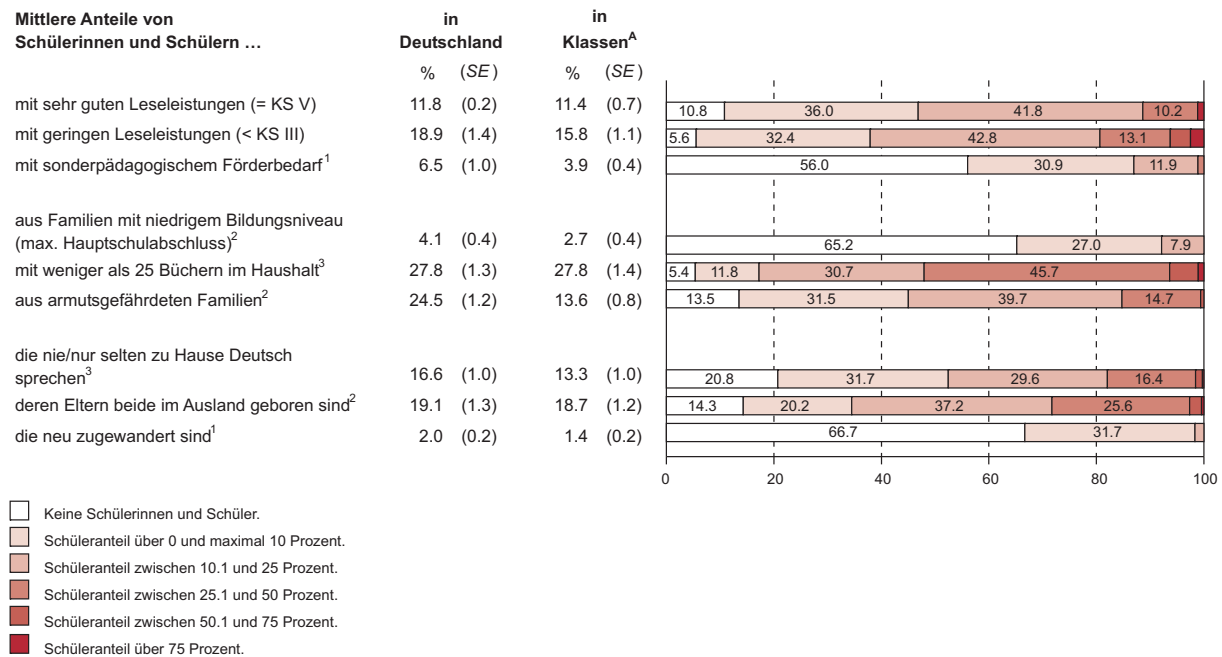 Mittlere Anteile von in in
Schülerinnen und Schülern … Deutschland Klassen^A
% (SE) % (SE)
mit sehr guten Leseleistungen (= KS V) 11.8 (0.2) 11.4 (0.7) 10.8 36.0 41.8 10.2
mit geringen Leseleistungen (< KS III) 18.9 (1.4) 15.8 (1.1) 5.6 32.4 42.8 13.1
mit sonderpädagogischem Förderbedarf¹ 6.5 (1.0) 3.9 (0.4) 56.0 30.9 11.9
aus Familien mit niedrigem Bildungsniveau
(max. Hauptschulabschluss)² 4.1 (0.4) 2.7 (0.4) 65.2 27.0 7.9
mit weniger als 25 Büchern im Haushalt³ 27.8 (1.3) 27.8 (1.4) 5.4 11.8 30.7 45.7
aus armutsgefährdeten Familien² 24.5 (1.2) 13.6 (0.8) 13.5 31.5 39.7 14.7
die nie/nur selten zu Hause Deutsch
sprechen³ 16.6 (1.0) 13.3 (1.0) 20.8 31.7 29.6 16.4
deren Eltern beide im Ausland geboren sind² 19.1 (1.3) 18.7 (1.2) 14.3 20.2 37.2 25.6
die neu zugewandert sind¹ 2.0 (0.2) 1.4 (0.2) 66.7 31.7
0 20 40 60 80 100
Keine Schülerinnen und Schüler.
Schüleranteil über 0 und maximal 10 Prozent.
Schüleranteil zwischen 10.1 und 25 Prozent.
Schüleranteil zwischen 25.1 und 50 Prozent.
Schüleranteil zwischen 50.1 und 75 Prozent.
Schüleranteil über 75 Prozent.